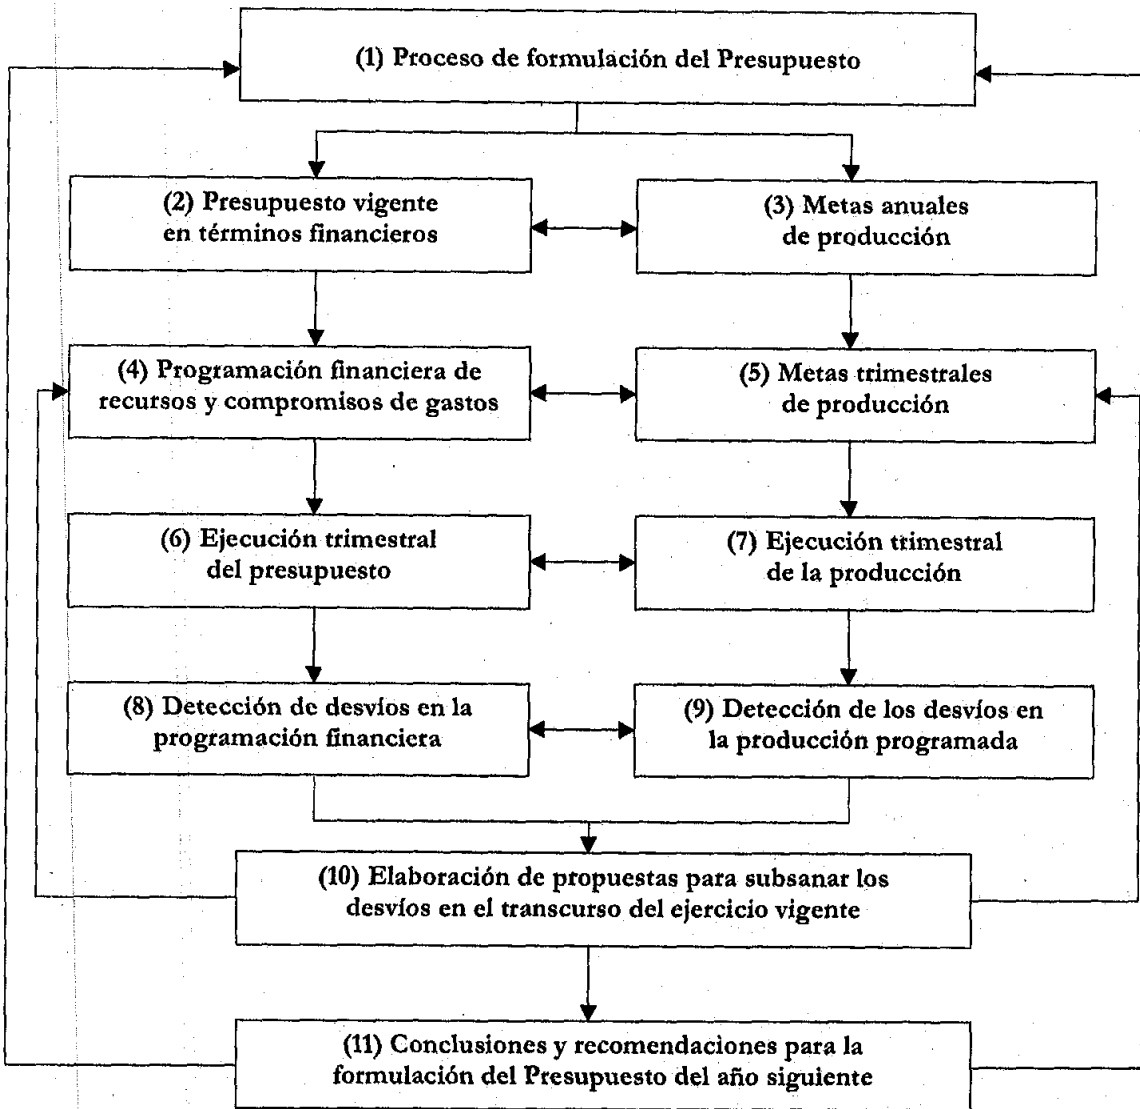 (1) Proceso de formulación del Presupuesto
(2) Presupuesto vigente
en términos financieros
(3) Metas anuales
de producción
(4) Programación financiera de
recursos y compromisos de gastos
(5) Metas trimestrales
de producción
(6) Ejecución trimestral
del presupuesto
(7) Ejecución trimestral
de la producción
(8) Detección de desvíos en la
programación financiera
(9) Detección de los desvíos en
la producción programada
(10) Elaboración de propuestas para subsanar los
desvíos en el transcurso del ejercicio vigente
(11) Conclusiones y recomendaciones para la
formulación del Presupuesto del año siguiente